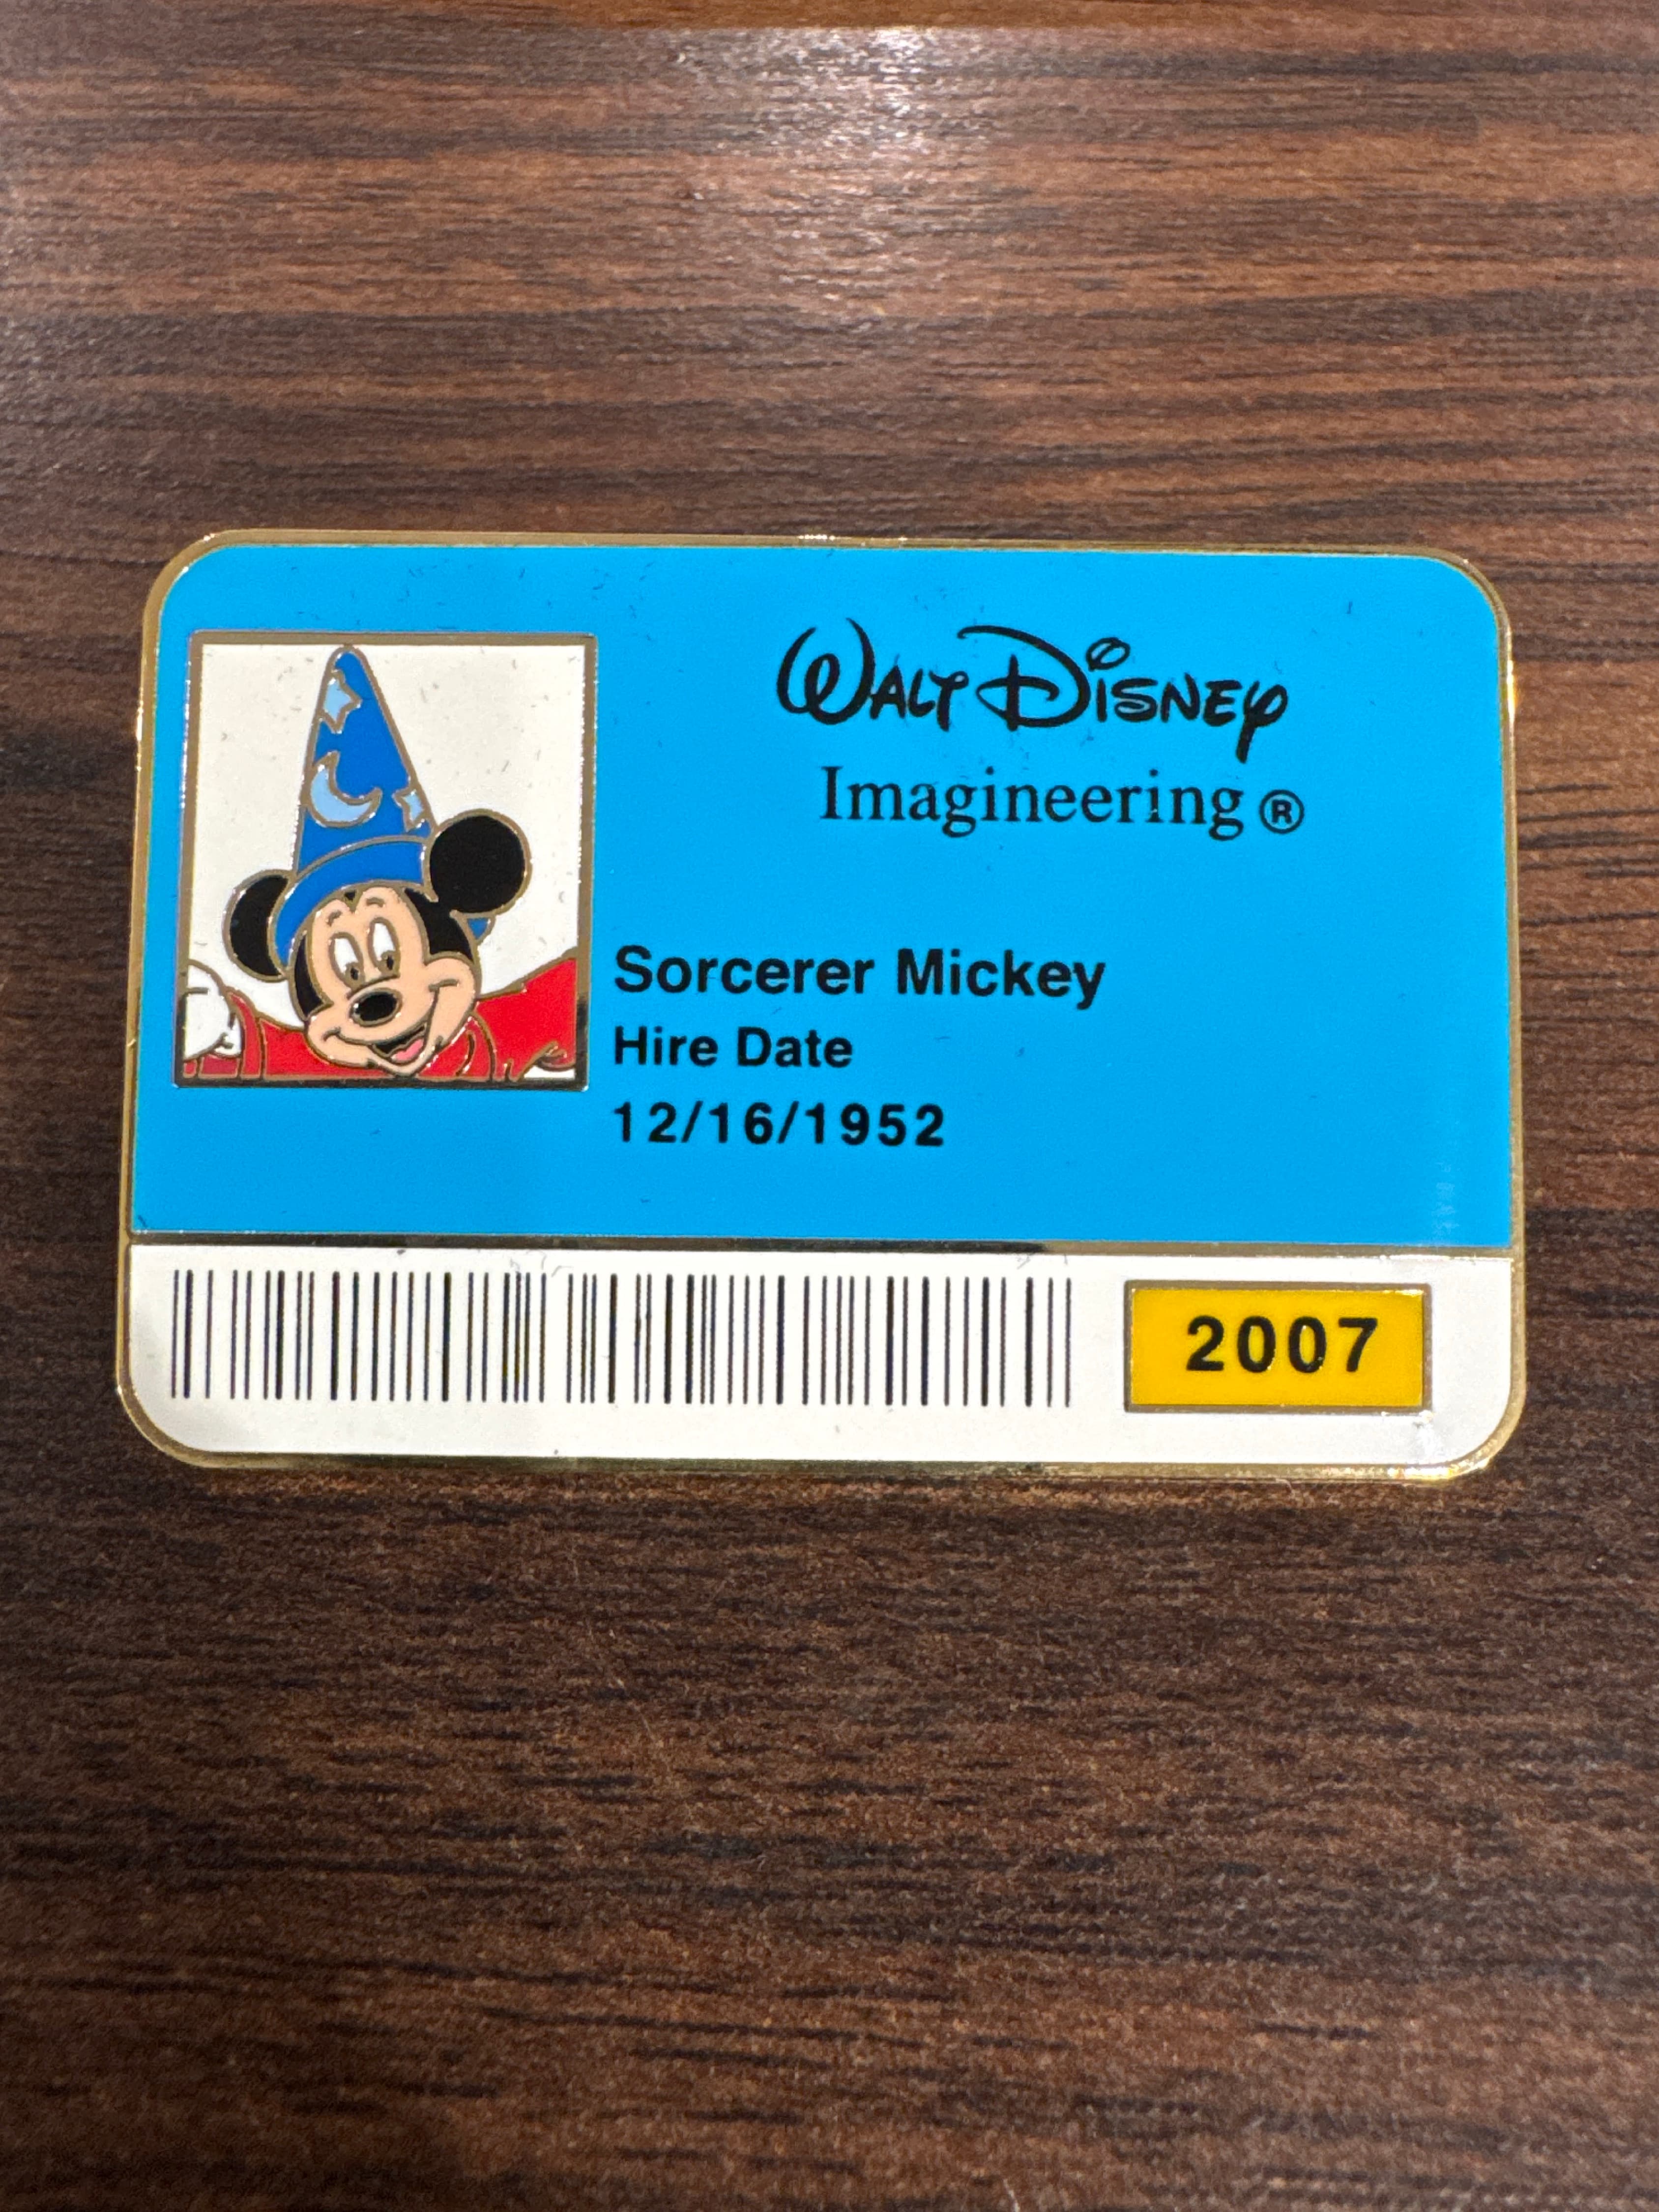 Walt Disney
Imagineering ®
Sorcerer Mickey
Hire Date
12/16/1952
2007